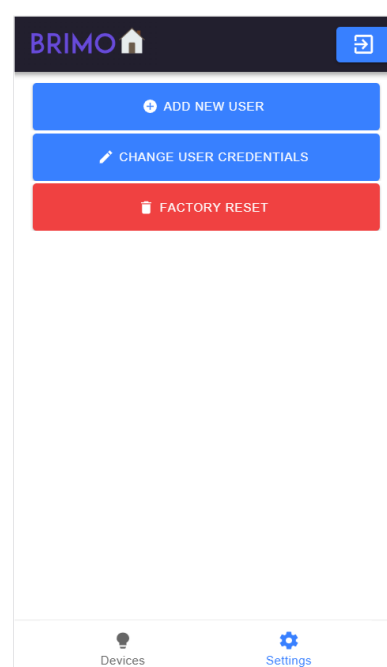 BRIMO
ADD NEW USER
CHANGE USER CREDENTIALS
FACTORY RESET
Devices
Settings